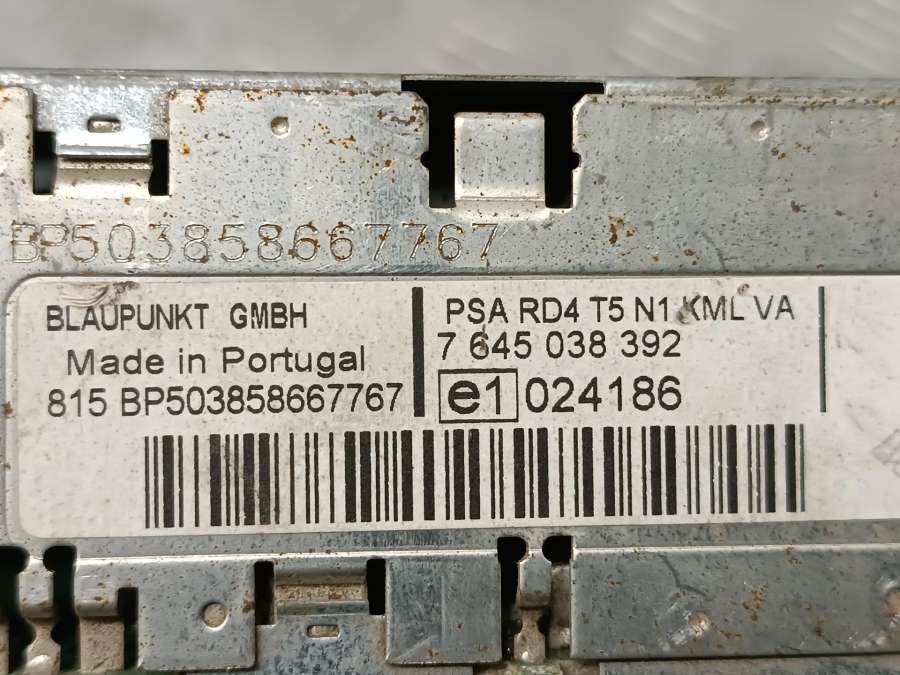 BP503858667767
BLAUPUNKT GMBH
Made in Portugal
815 BP503858667767
PSA RD4 T5 N1 KML VA
7 645 038 392
e1 024186